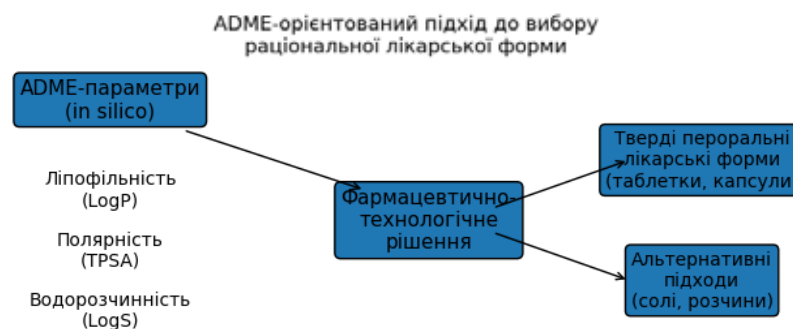 ADME-орієнтований підхід до вибору
раціональної лікарської форми
ADME-параметри
(in silico)
Ліпофільність
(LogP)
Полярність
(TPSA)
Водорозчинність
(LogS)
Фармацевтично-
технологічне
рішення
Тверді пероральні
лікарські форми
(таблетки, капсули
Альтернативні
підходи
(солі, розчини)